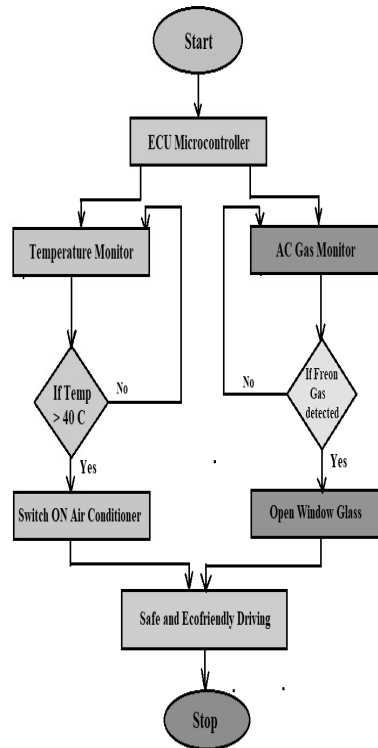 Start
ECU Microcontroller
Temperature Monitor
AC Gas Monitor
If Temp
> 40 C
No
No
If Freon
Gas
detected
Yes
Yes
Switch ON Air Conditioner
Open Window Glass
Safe and Ecofriendly Driving
Stop